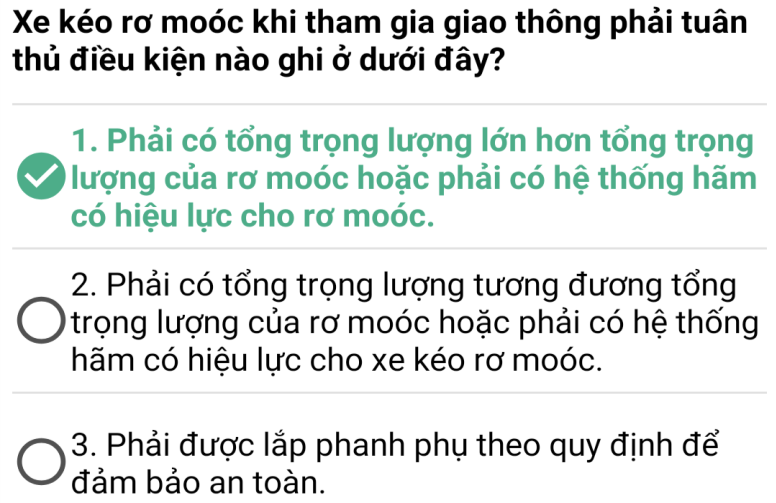 Xe kéo rơ moóc khi tham gia giao thông phải tuân
thủ điều kiện nào ghi ở dưới đây?
1. Phải có tổng trọng lượng lớn hơn tổng trọng
lượng của rơ moóc hoặc phải có hệ thống hãm
có hiệu lực cho rơ moóc.
2. Phải có tổng trọng lượng tương đương tổng
trọng lượng của rơ moóc hoặc phải có hệ thống
hãm có hiệu lực cho xe kéo rơ moóc.
3. Phải được lắp phanh phụ theo quy định để
đảm bảo an toàn.